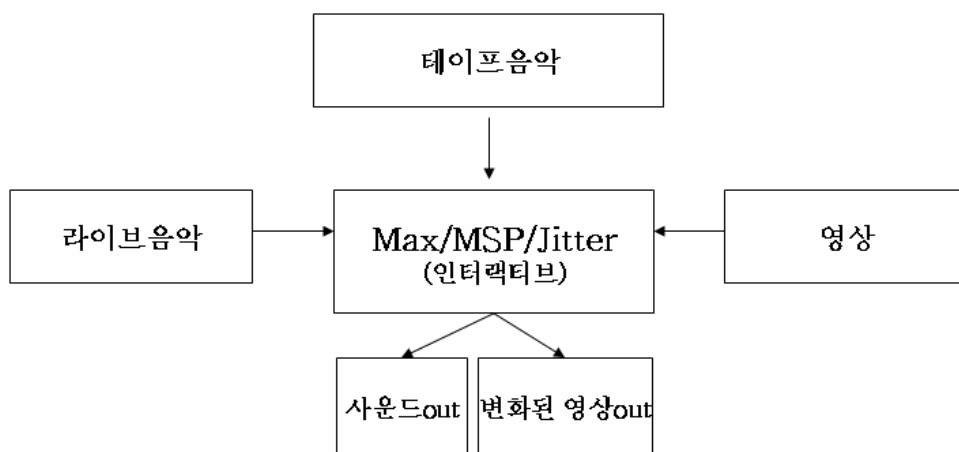 테이프음악
라이브음악
Max/MSP/Jitter
(인터랙티브)
영상
사운드out
변화된 영상out